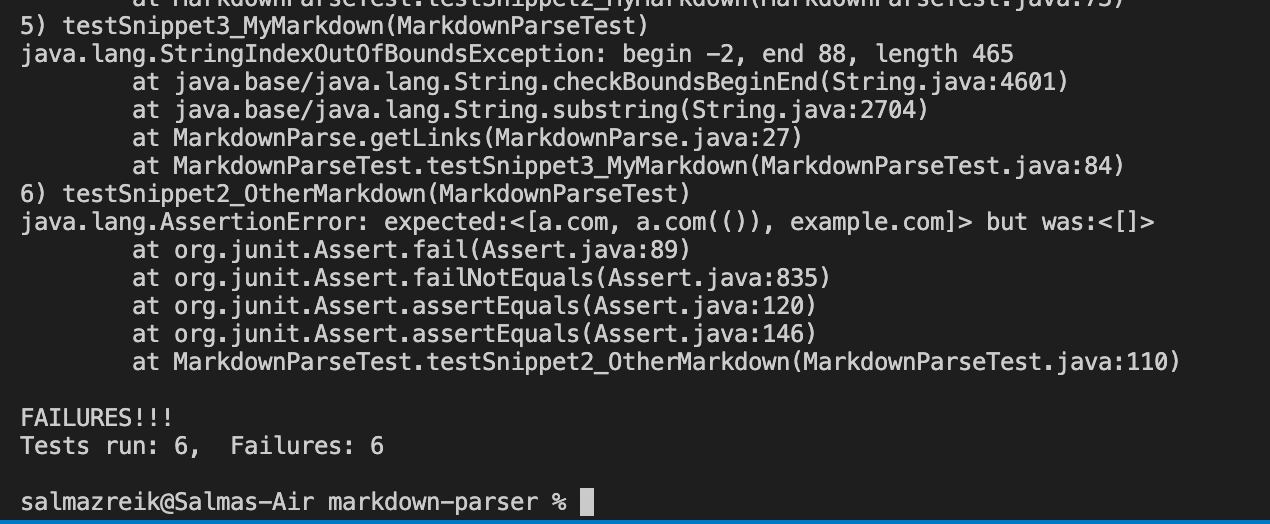 at MarkdownParseTest.testSnippet2_MyMarkdown(MarkdownParseTest.java:73)
5) testSnippet3_MyMarkdown(MarkdownParseTest)
java.lang.StringIndexOutOfBoundsException: begin -2, end 88, length 465
at java.base/java.lang.String.checkBoundsBeginEnd(String.java:4601)
at java.base/java.lang.String.substring(String.java:2704)
at MarkdownParse.getLinks(MarkdownParse.java:27)
at MarkdownParseTest.testSnippet3_MyMarkdown(MarkdownParseTest.java:84)
6) testSnippet2_OtherMarkdown(MarkdownParseTest)
java.lang.AssertionError: expected:<[a.com, a.com(()), example.com]> but was:<[]>
at org.junit.Assert.fail(Assert.java:89)
at org.junit.Assert.failNotEquals(Assert.java:835)
at org.junit.Assert.assertEquals(Assert.java:120)
at org.junit.Assert.assertEquals(Assert.java:146)
at MarkdownParseTest.testSnippet2_OtherMarkdown(MarkdownParseTest.java:110)
FAILURES!!!
Tests run: 6,  Failures: 6
salmazreik@Salmas-Air markdown-parser %